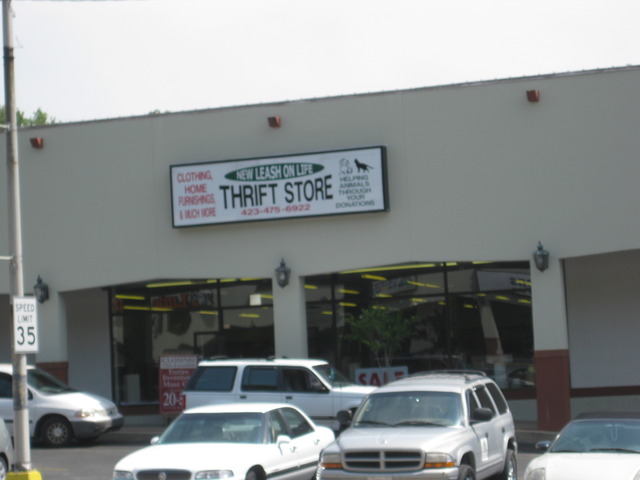 CLOTHING,
HOME
FURNISHINGS,
& MUCH MORE
NEW LEASH ON LIFE
THRIFT STORE
423-475-6922
HELPING
ANIMALS
THROUGH
YOUR
DONATIONS
SPEED
LIMIT
35
SALE
20-